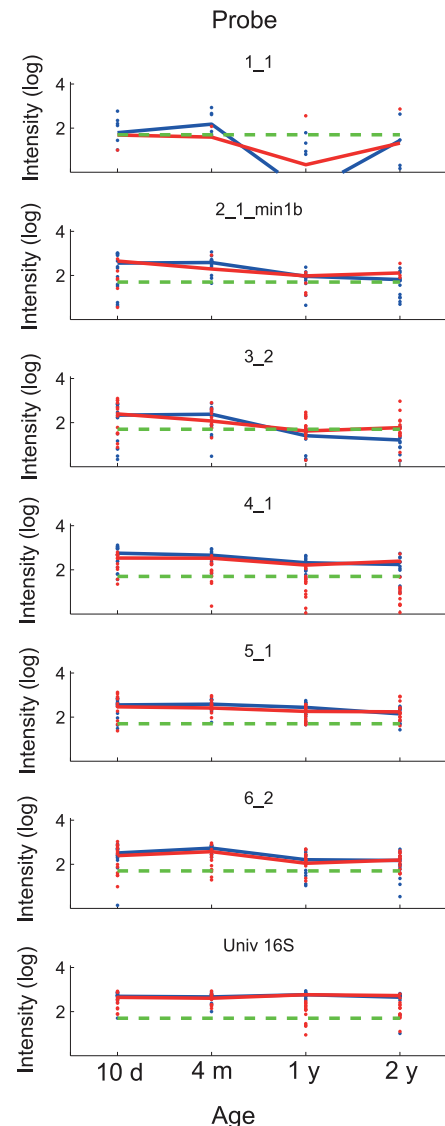 Probe
1_1
Intensity (log)
4
2
2_1_min1b
Intensity (log)
4
2
3_2
Intensity (log)
4
2
4_1
Intensity (log)
4
2
5_1
Intensity (log)
4
2
6_2
Intensity (log)
4
2
Univ 16S
Intensity (log)
4
2
10 d 4 m 1 y 2 y
Age